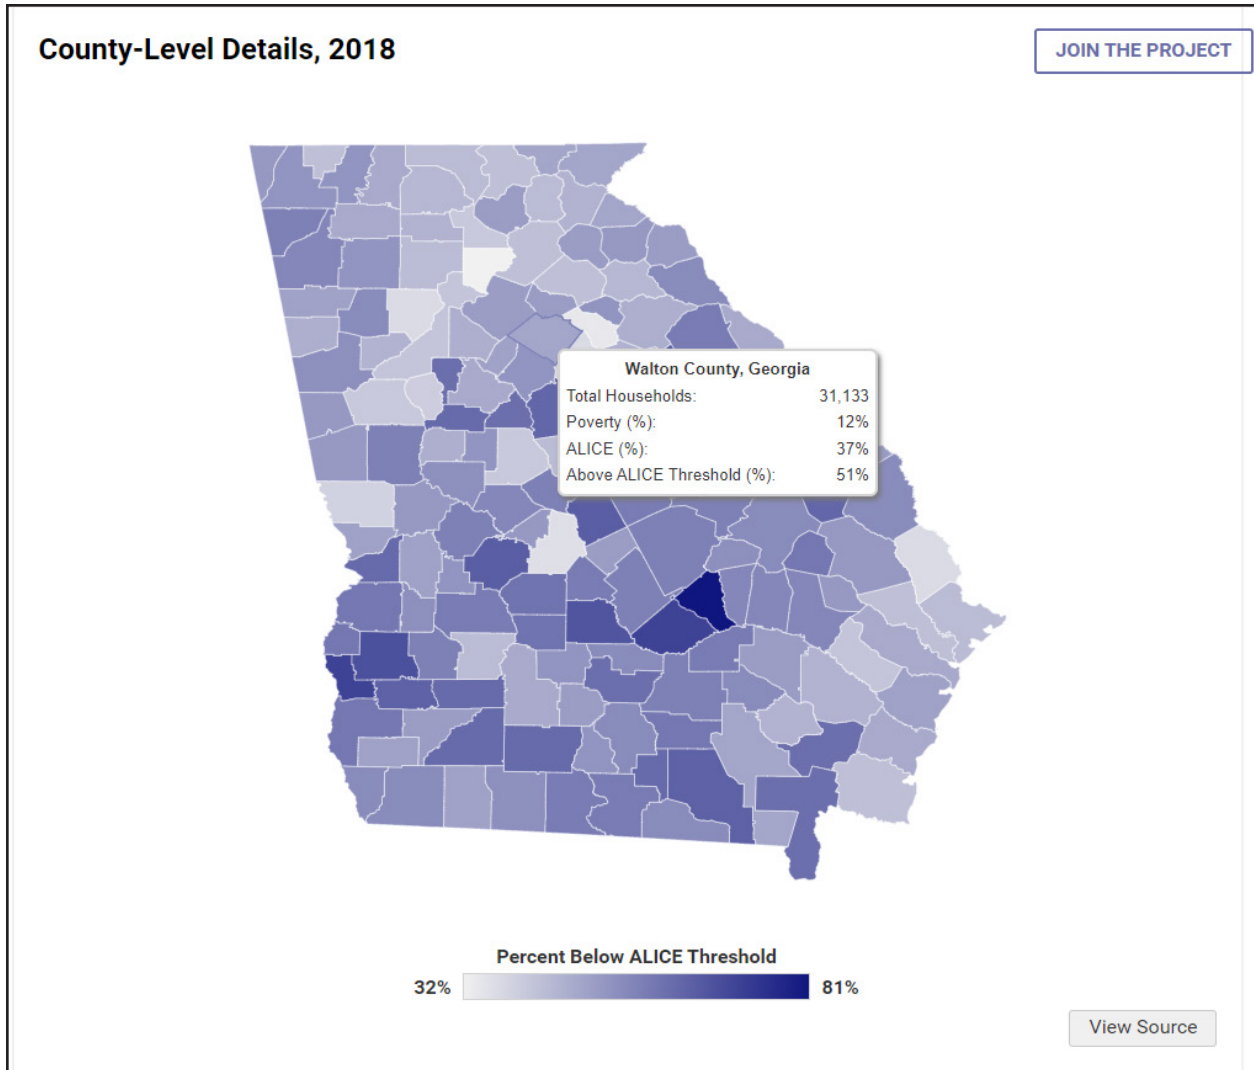 County-Level Details, 2018
JOIN THE PROJECT
Walton County, Georgia
Total Households: 31,133
Poverty (%): 12%
ALICE (%): 37%
Above ALICE Threshold (%): 51%
Percent Below ALICE Threshold
32% 81%
View Source